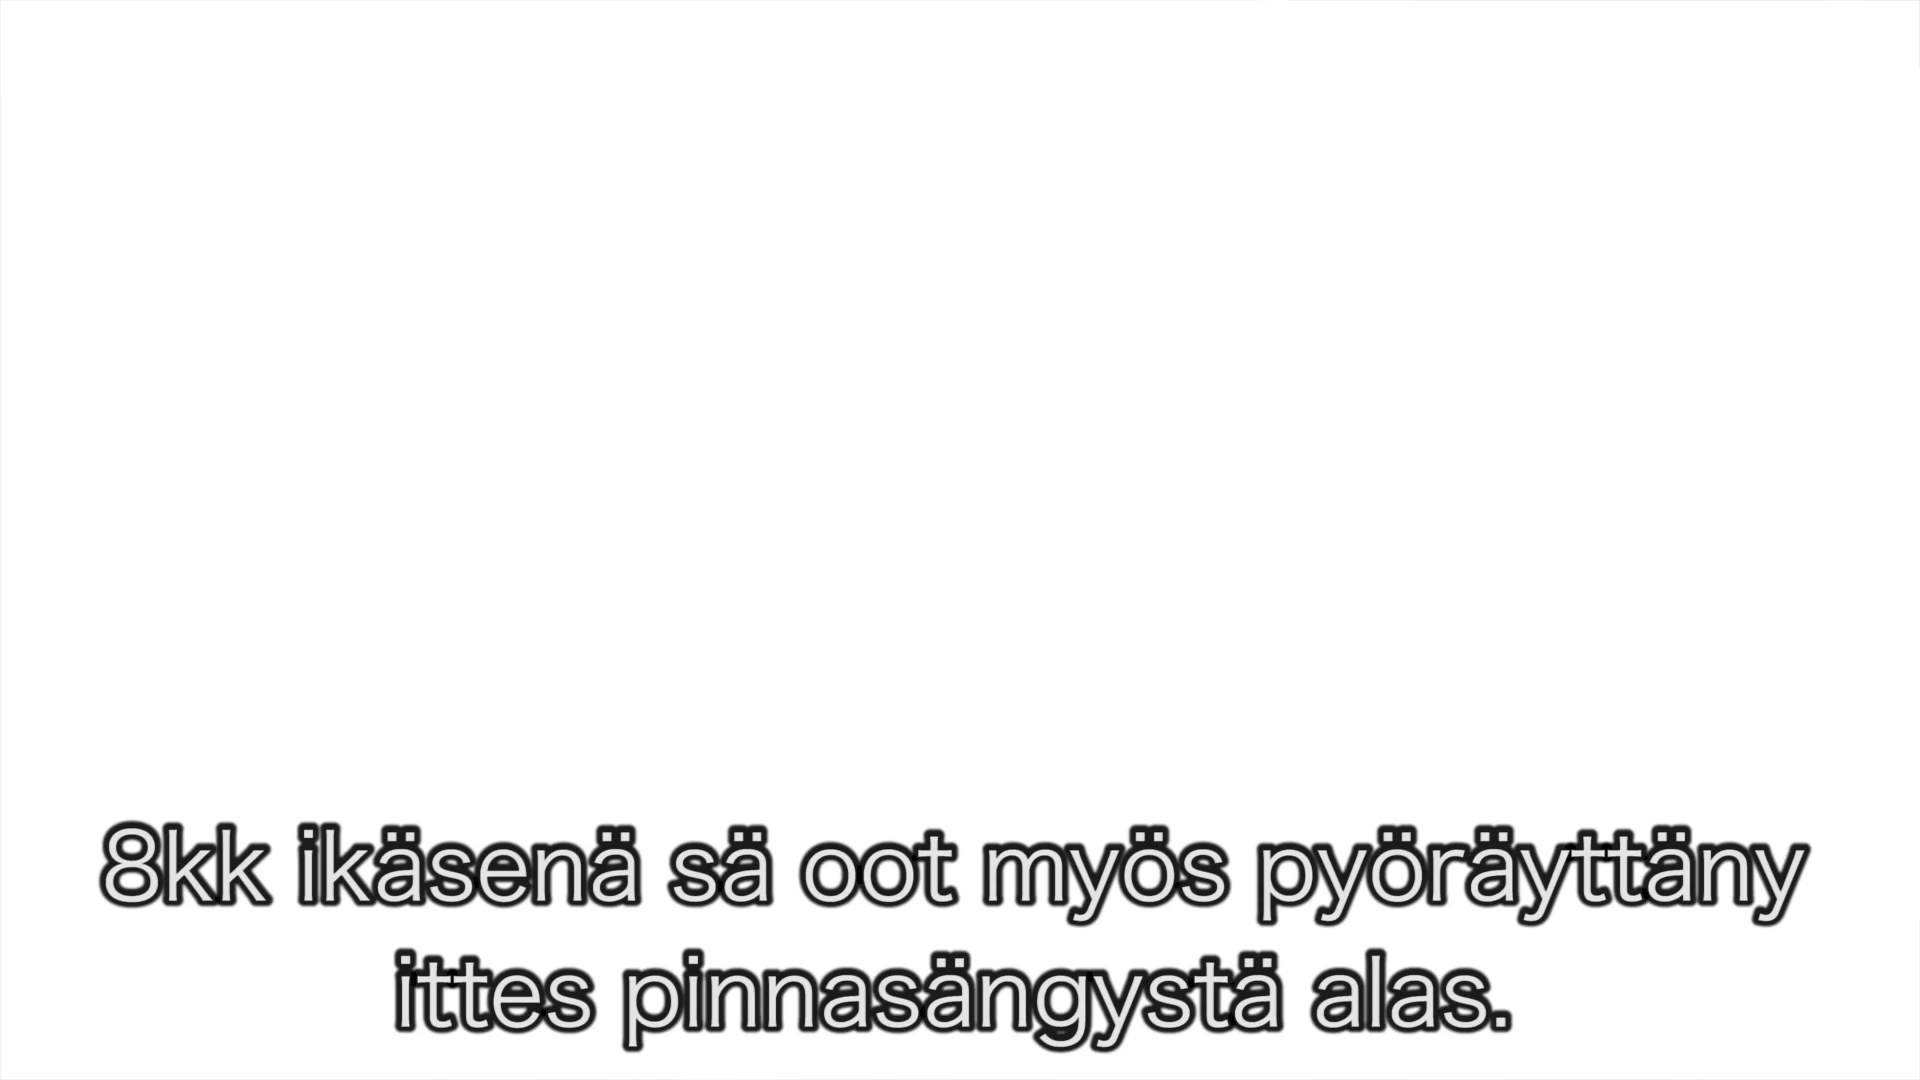 8kk ikäsenä sä oot myös pyöräyttäny
ittes pinnasängystä alas.